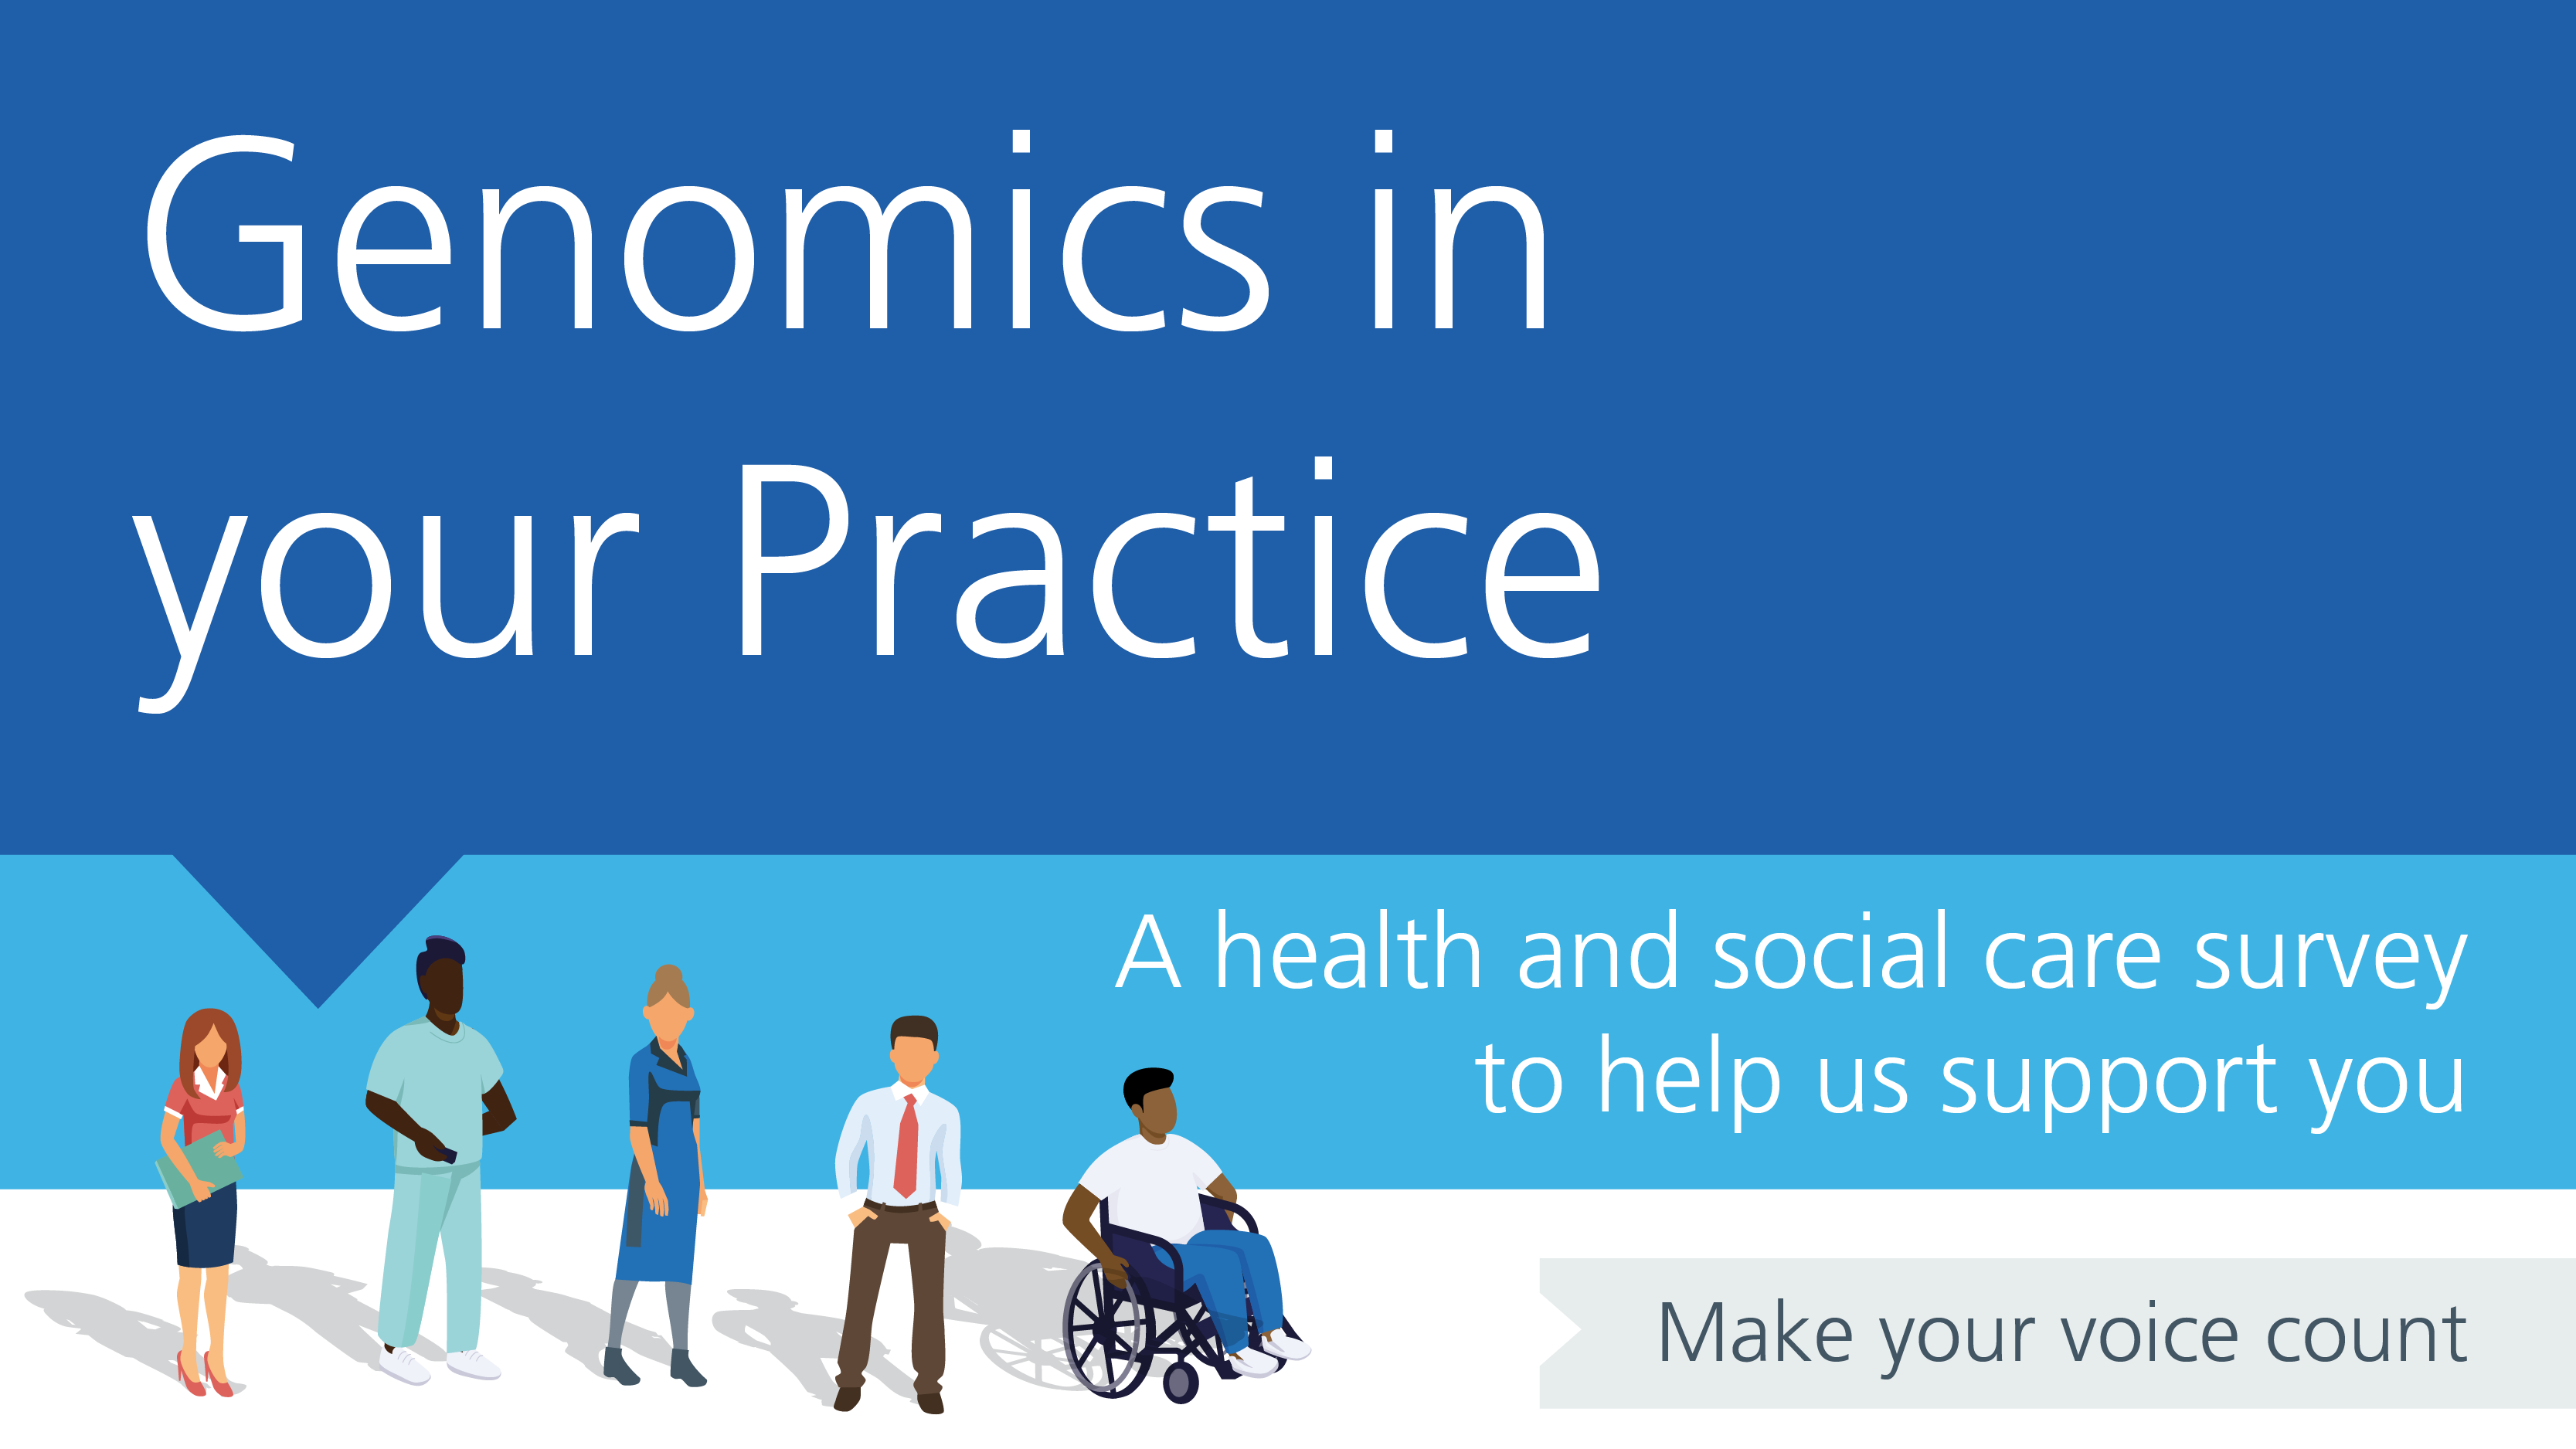 Genomics in
your Practice
A health and social care survey
to help us support you
Make your voice count